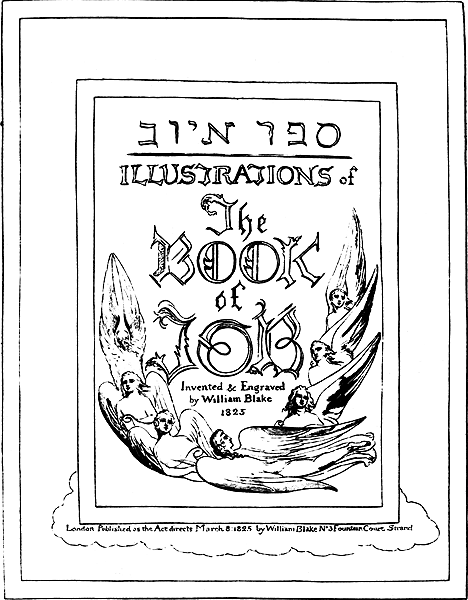 ספר איוב
ILLUSTRATIONS of
The
BOOK
of
JOB
Invented & Engraved
by William Blake
1825
London Published as the Act directs March 8: 1825 by William Blake No 3 Fountain Court Strand